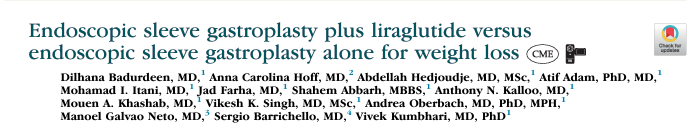 Endoscopic sleeve gastroplasty plus liraglutide versus
endoscopic sleeve gastroplasty alone for weight loss CME
Check for
updates
Dilhana Badurdeen, MD,1 Anna Carolina Hoff, MD,2 Abdellah Hedjoudje, MD, MSc,1 Atif Adam, PhD, MD,1
Mohamad I. Itani, MD,1 Jad Farha, MD,1 Shahem Abbarh, MBBS,1 Anthony N. Kalloo, MD,1
Mouen A. Khashab, MD,1 Vikesh K. Singh, MD, MSc,1 Andrea Oberbach, MD, PhD, MPH,1
Manoel Galvao Neto, MD,3 Sergio Barrichello, MD,4 Vivek Kumbhari, MD, PhD1